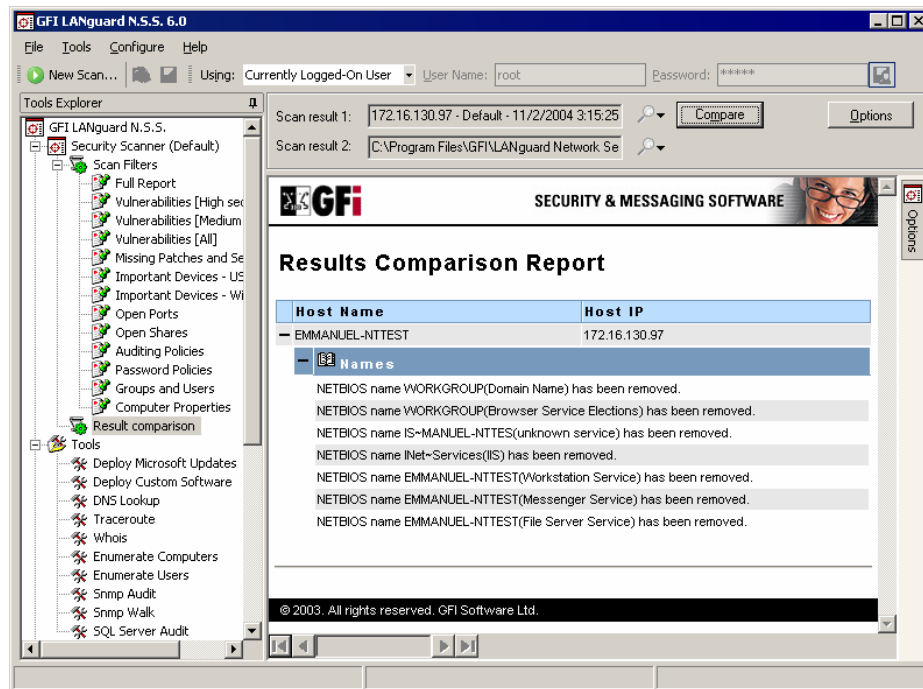 GFI LANguard N.S.S. 6.0
File Tools Configure Help
New Scan... Using: Currently Logged-On User User Name: root Password: *****
Tools Explorer
GFI LANguard N.S.S.
Security Scanner (Default)
Scan Filters
Full Report
Vulnerabilities [High sec
Vulnerabilities [Medium
Vulnerabilities [All]
Missing Patches and Se
Important Devices - US
Important Devices - Wi
Open Ports
Open Shares
Auditing Policies
Password Policies
Groups and Users
Computer Properties
Result comparison
Tools
Deploy Microsoft Updates
Deploy Custom Software
DNS Lookup
Traceroute
Whois
Enumerate Computers
Enumerate Users
Snmp Audit
Snmp Walk
SQL Server Audit
Scan result 1: 172.16.130.97 - Default - 11/2/2004 3:15:25 Compare Options
Scan result 2: C:\Program Files\GFI\LANguard Network Se
GFI SECURITY & MESSAGING SOFTWARE
Options
Results Comparison Report
Host Name Host IP
EMMANUEL-NTTEST 172.16.130.97
Names
NETBIOS name WORKGROUP(Domain Name) has been removed.
NETBIOS name WORKGROUP(Browser Service Elections) has been removed.
NETBIOS name IS~MANUEL-NTTES(unknown service) has been removed.
NETBIOS name INet~Services(IIS) has been removed.
NETBIOS name EMMANUEL-NTTEST(Workstation Service) has been removed.
NETBIOS name EMMANUEL-NTTEST(Messenger Service) has been removed.
NETBIOS name EMMANUEL-NTTEST(File Server Service) has been removed.
© 2003. All rights reserved. GFI Software Ltd.